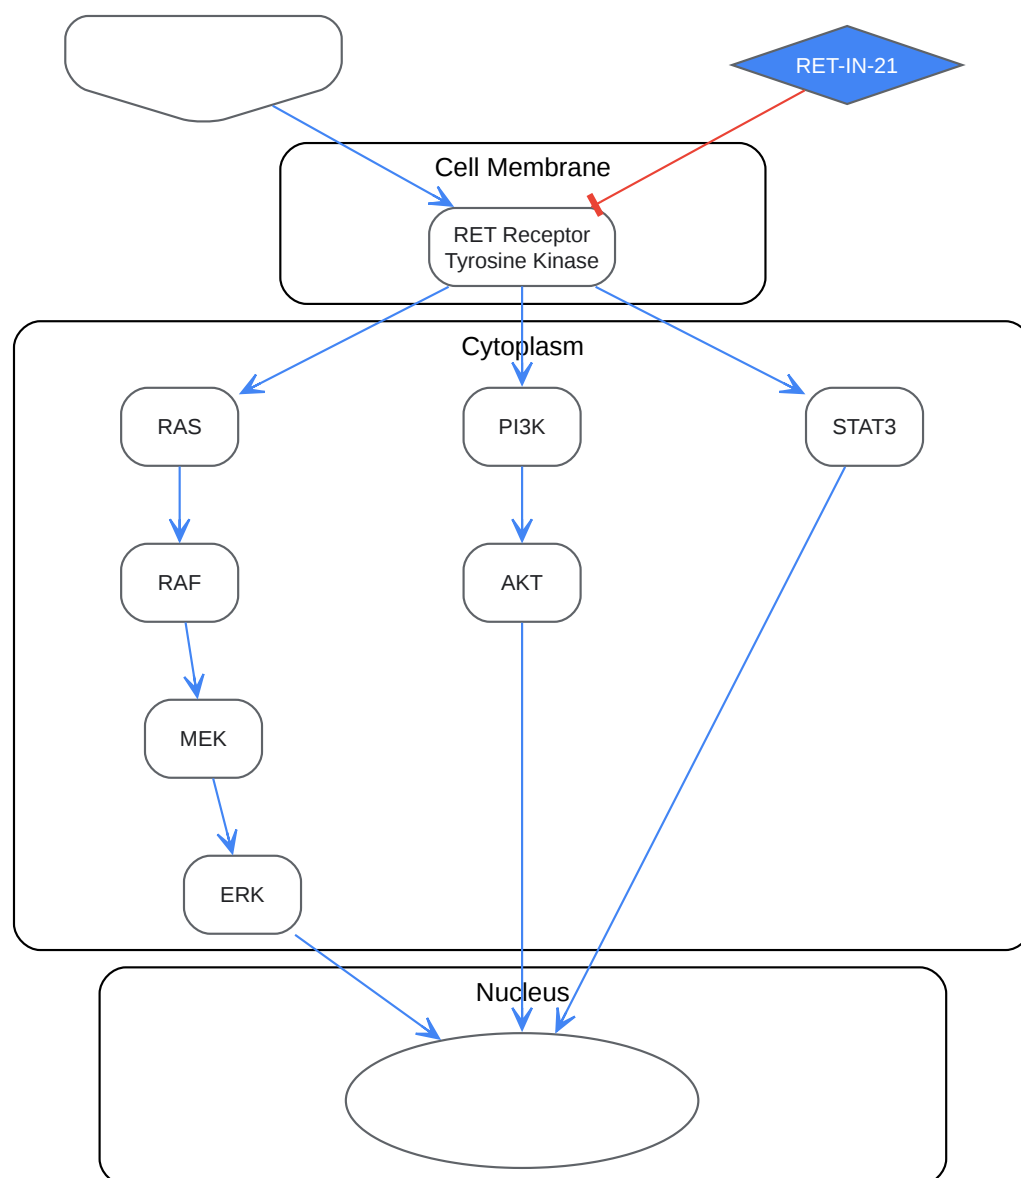 RET-IN-21
Cell Membrane
RET Receptor
Tyrosine Kinase
Cytoplasm
RAS
PI3K
STAT3
RAF
AKT
MEK
ERK
Nucleus